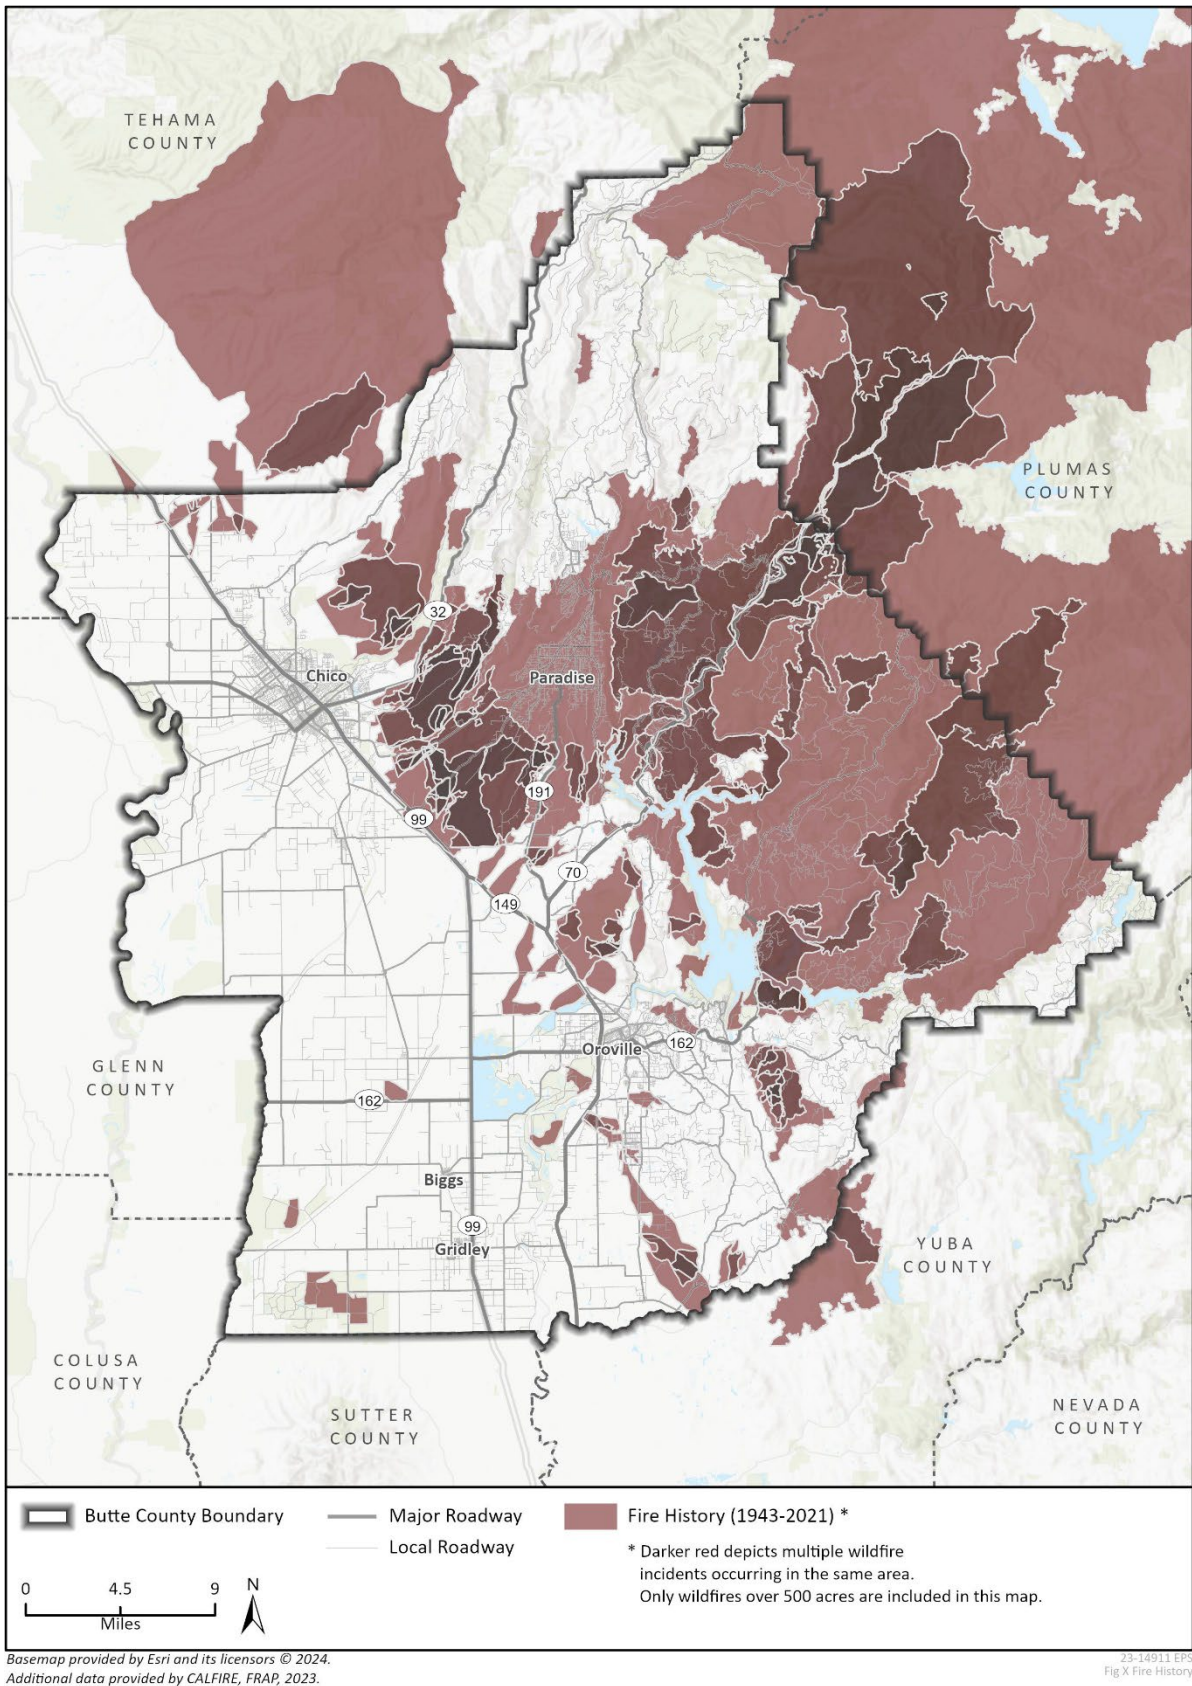 TEHAMA
COUNTY
PLUMAS
COUNTY
32
Chico
Paradise
191
99
70
149
Oroville
162
GLENN
COUNTY
162
Biggs
99
Gridley
YUBA
COUNTY
COLUSA
COUNTY
SUTTER
COUNTY
NEVADA
COUNTY
Butte County Boundary
Major Roadway
Local Roadway
Fire History (1943-2021) *
* Darker red depicts multiple wildfire
incidents occurring in the same area.
Only wildfires over 500 acres are included in this map.
0 4.5 9
Miles
N
Basemap provided by Esri and its licensors © 2024.
Additional data provided by CALFIRE, FRAP, 2023.
23-14911 EPS
Fig X Fire History